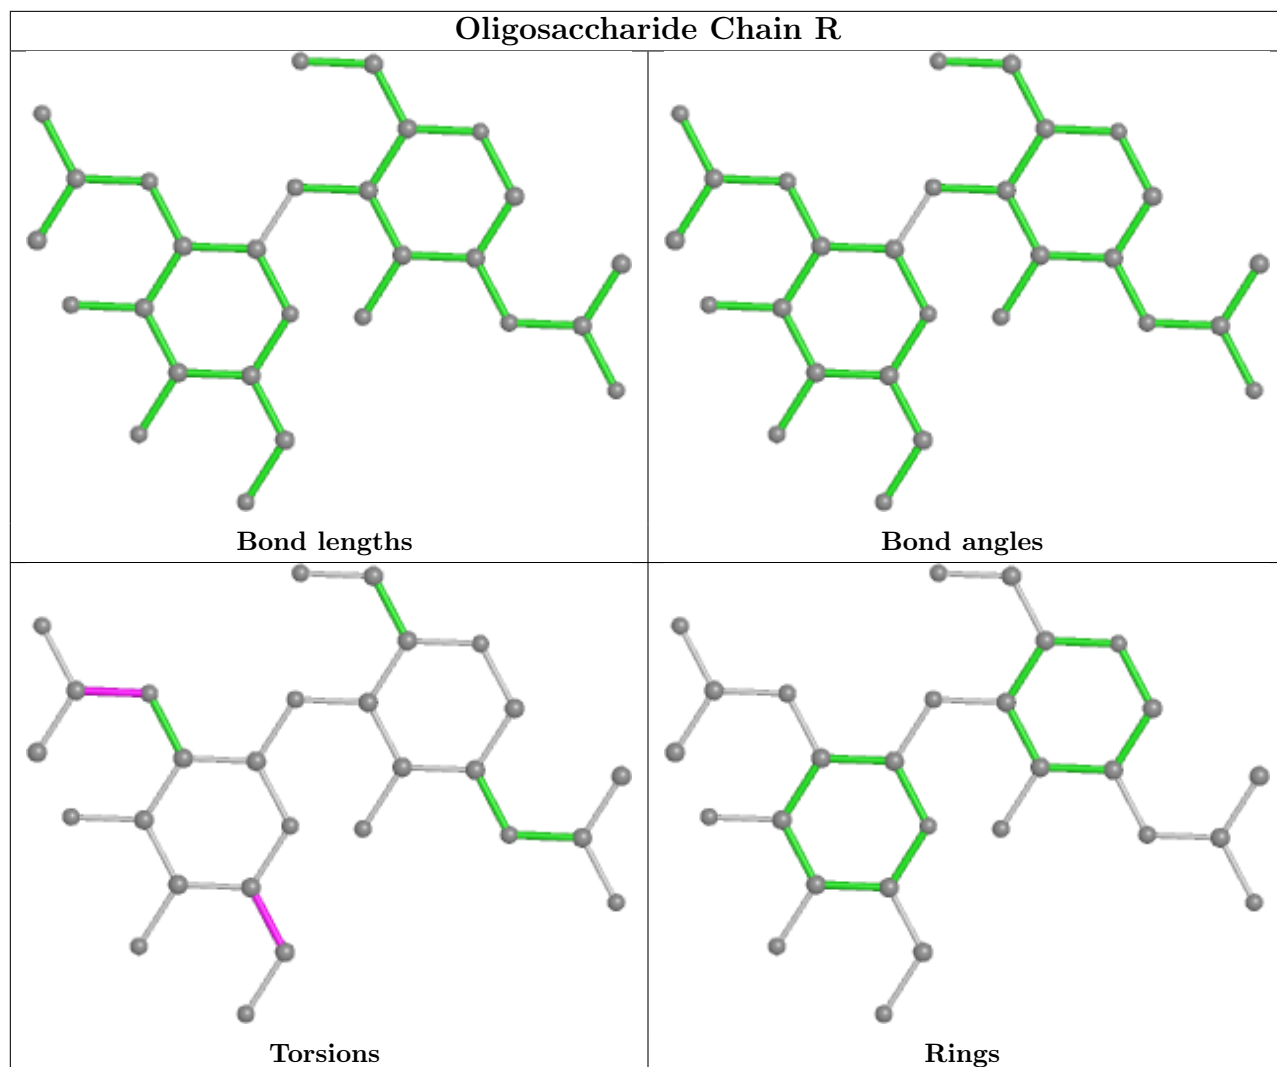 Oligosaccharide Chain R
Bond lengths
Bond angles
Torsions
Rings